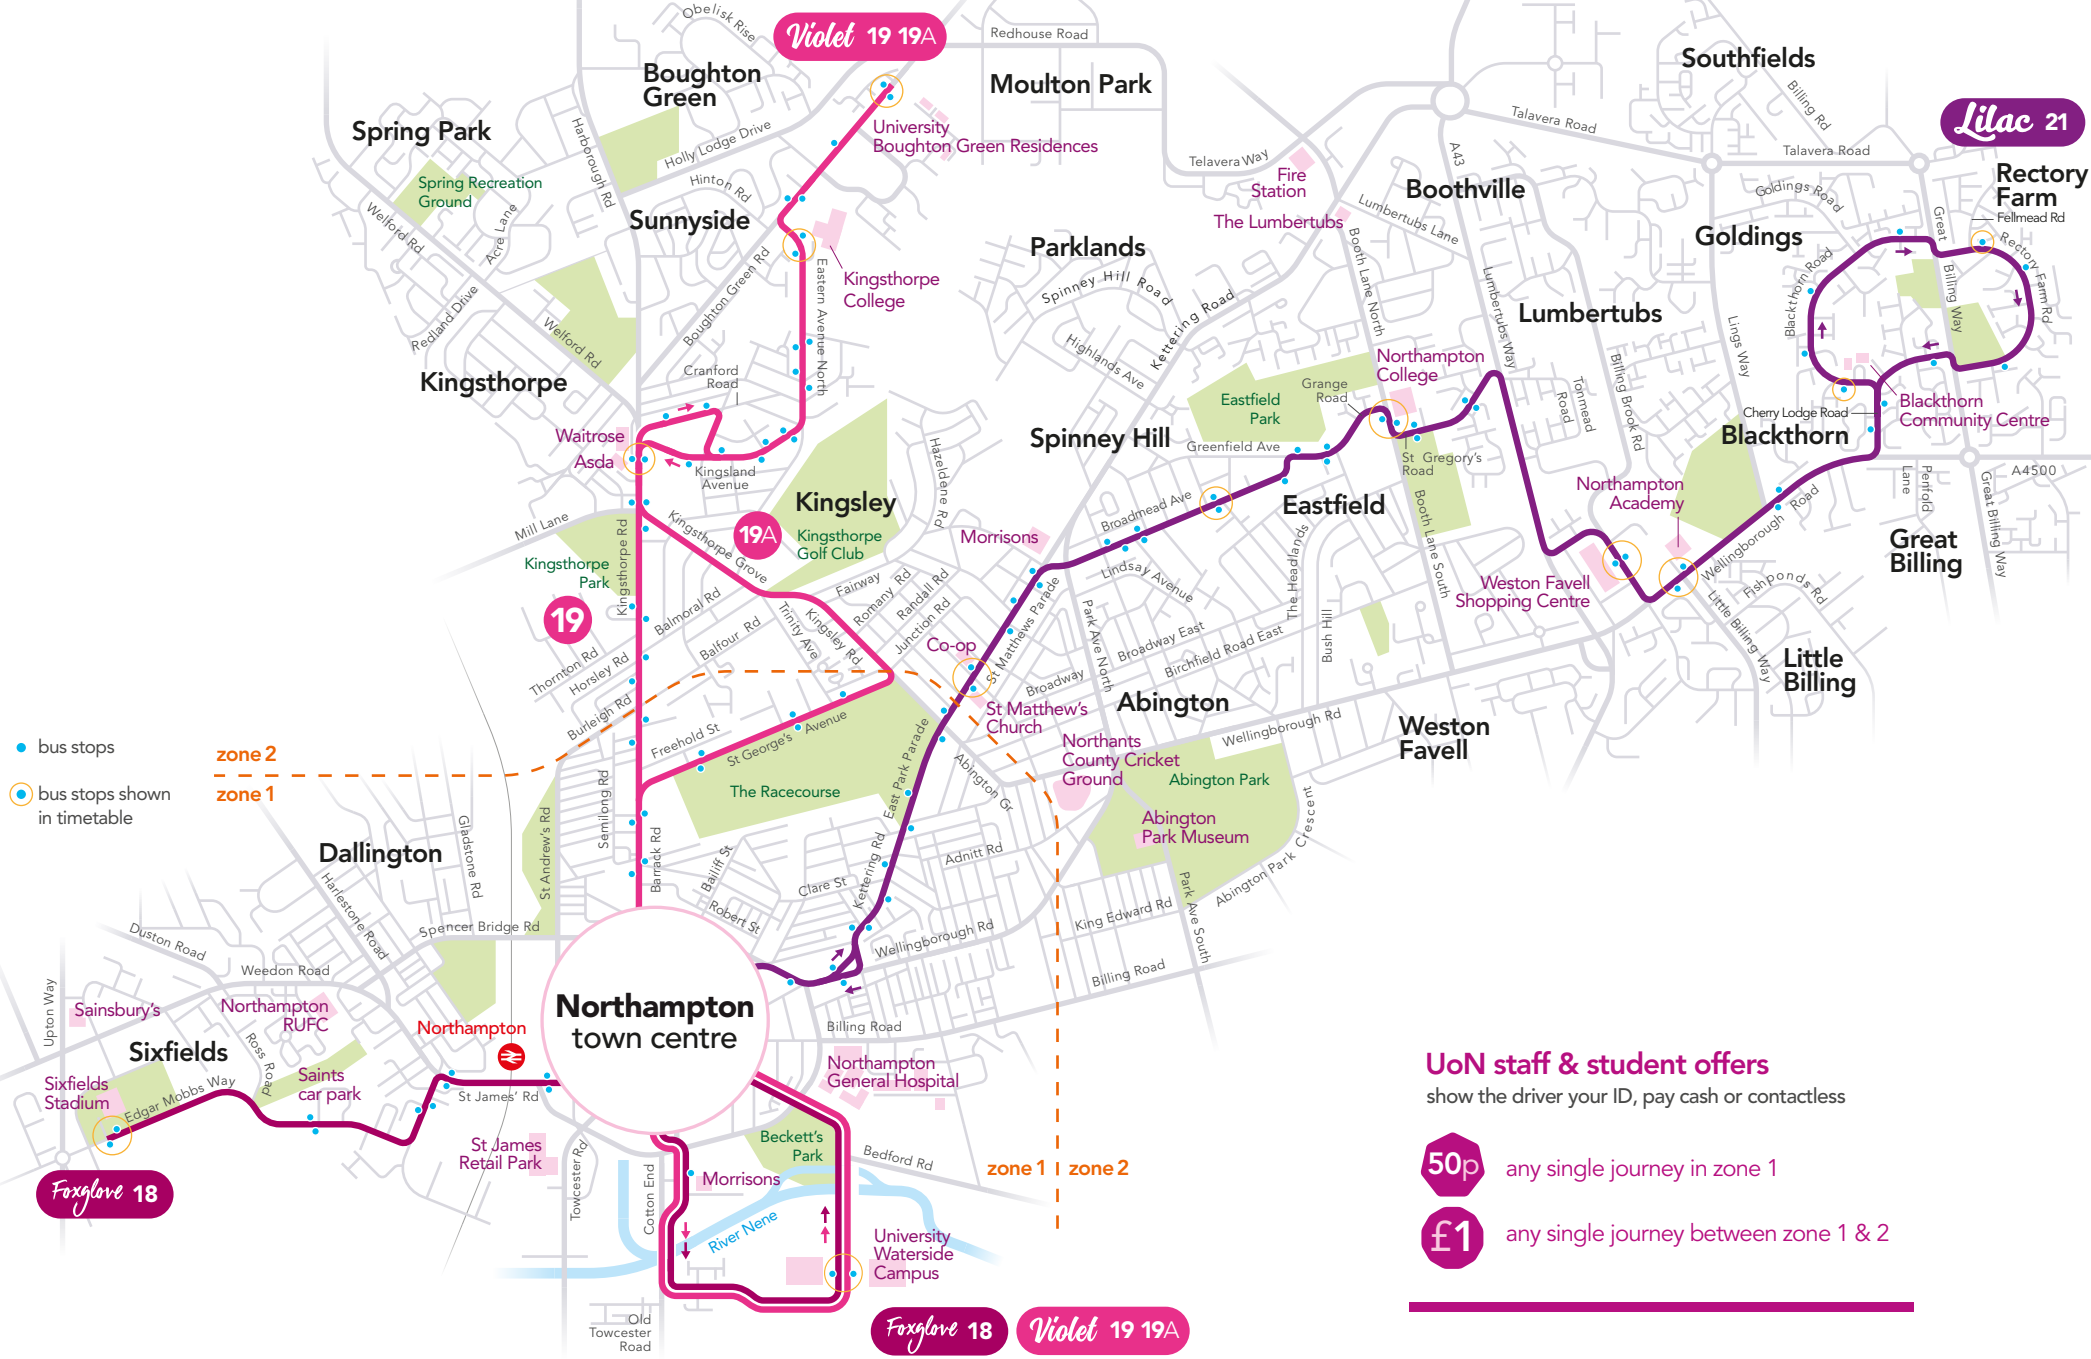 Obelisk Rise
Violet 19 19A
Redhouse Road
Boughton
Green
Moulton Park
Southfields
Billing Rd
Talavera Road
Lilac 21
Spring Park
Harborough Rd
Holly Lodge Drive
University
Boughton Green Residences
A43
Telavera Way
Fire
Station
Talavera Road
Rectory
Farm
Fellmead Rd
Spring Recreation
Ground
Hinton Rd
Boothville
Goldings Road
Welford Rd
Acre Lane
Sunnyside
The Lumbertubs
Lumbertubs Lane
Goldings
Great
Billing Way
Rectory Farm Rd
Parklands
Spinney Hill Road
Booth Lane North
Lumbertubs Way
Blackthorn Road
Boughton Green Rd
Eastern Avenue North
Kingsthorpe
College
Redland Drive
Welford Rd
Kettering Road
Lumbertubs
Lings Way
Highlands Ave
Kingsthorpe
Cranford
Road
Northampton
College
Grange
Road
Billing Brook Rd
Tonmead
Road
Eastfield
Park
Cherry Lodge Road
Blackthorn
Community Centre
Blackthorn
Waitrose
Asda
Kingsland
Avenue
Hazeldene Rd
Spinney Hill
Greenfield Ave
St Gregory's
Road
A4500
Penfold
Lane
Great Billing Way
Kingsley
Broadmead Ave
Eastfield
Booth Lane South
Northampton
Academy
Wellingborough Road
Mill Lane
Kingsthorpe Rd
Kingsthorpe Grove
19A
Kingsthorpe
Golf Club
Morrisons
Great
Billing
Kingsthorpe
Park
19
Balmoral Rd
Fairway
Romany Rd
Randall Rd
Junction Rd
Lindsay Avenue
The Headlands
Weston Favell
Shopping Centre
Fishponds Rd
Little Billing Way
Balfour Rd
Trinity Ave
Kingsley Rd
St Matthews Parade
Park Ave North
Broadway East
Birchfield Road East
Bush Hill
Co-op
Thornton Rd
Horsley Rd
Broadway
Little
Billing
Burleigh Rd
St Matthew's
Church
Abington
Weston
Favell
Freehold St
St George's Avenue
East Park Parade
Abington Gr
Wellingborough Rd
Northants
County Cricket
Ground
bus stops
zone 2
bus stops shown
in timetable
zone 1
The Racecourse
Abington Park
Abington
Park Museum
Abington Park Crescent
Semilong Rd
St Andrew's Rd
Barrack Rd
Gladstone Rd
Dallington
Harlestone Road
Bailiff St
Clare St
Kettering Rd
Adnitt Rd
Robert St
King Edward Rd
Park Ave South
Spencer Bridge Rd
Duston Road
Weedon Road
Wellingborough Rd
Billing Road
Upton Way
Sainsbury's
Northampton
RUFC
Ross Road
Northampton
Northampton
town centre
Billing Road
Sixfields
Sixfields
Stadium
Edgar Mobbs Way
Saints
car park
St James' Rd
Northampton
General Hospital
UoN staff & student offers
show the driver your ID, pay cash or contactless
St James
Retail Park
Towcester Rd
Cotton End
Morrisons
Beckett's
Park
Bedford Rd
zone 1
zone 2
50p any single journey in zone 1
Foxglove 18
River Nene
University
Waterside
Campus
£1 any single journey between zone 1 & 2
Old
Towcester
Road
Foxglove 18
Violet 19 19A